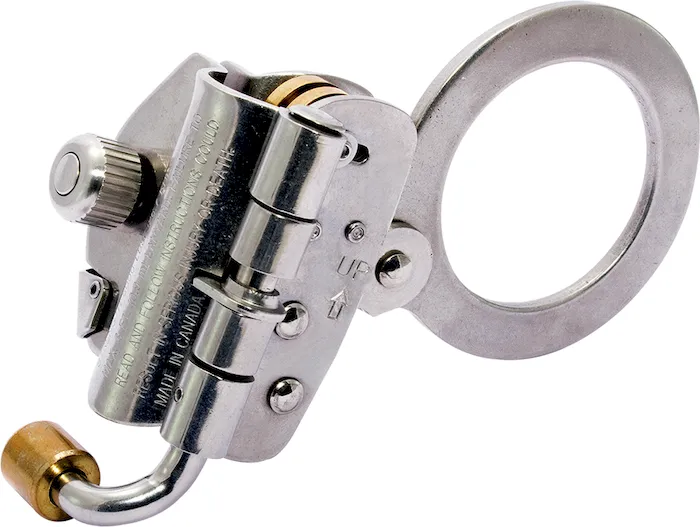 READ AND FOLLOW INSTRUCTIONS COULD
RESULT IN SERIOUS INJURY OR DEATH.
MADE IN CANADA
UP